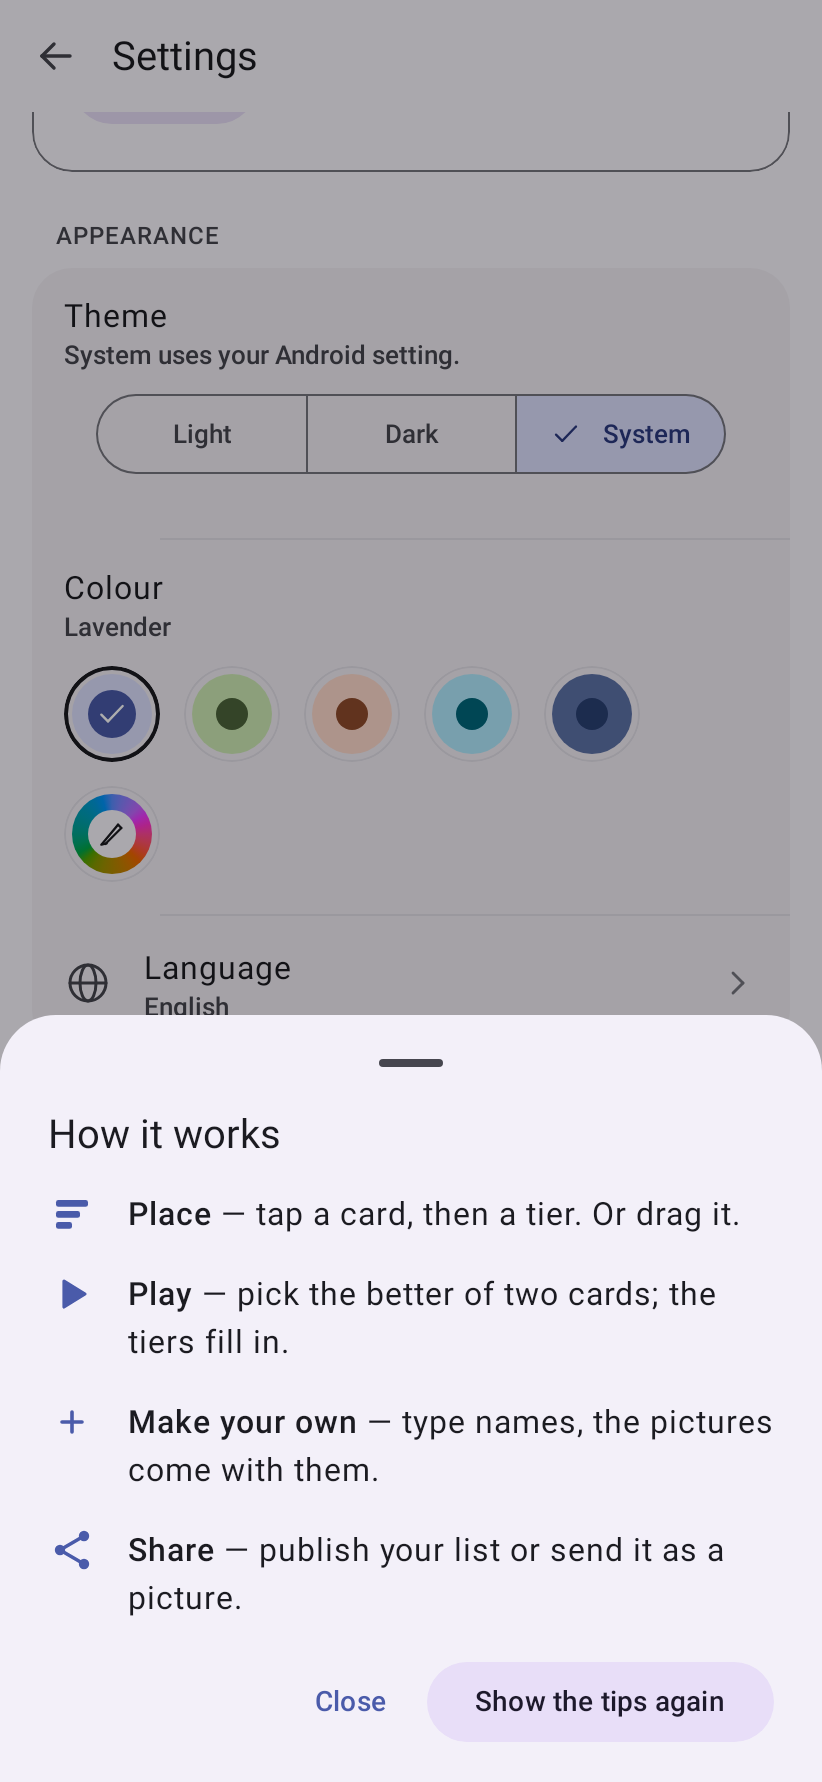 Settings
APPEARANCE
Theme
System uses your Android setting.
Light
Dark
System
Colour
Lavender
Language
English
How it works
Place — tap a card, then a tier. Or drag it.
Play — pick the better of two cards; the
tiers fill in.
Make your own — type names, the pictures
come with them.
Share — publish your list or send it as a
picture.
Close
Show the tips again